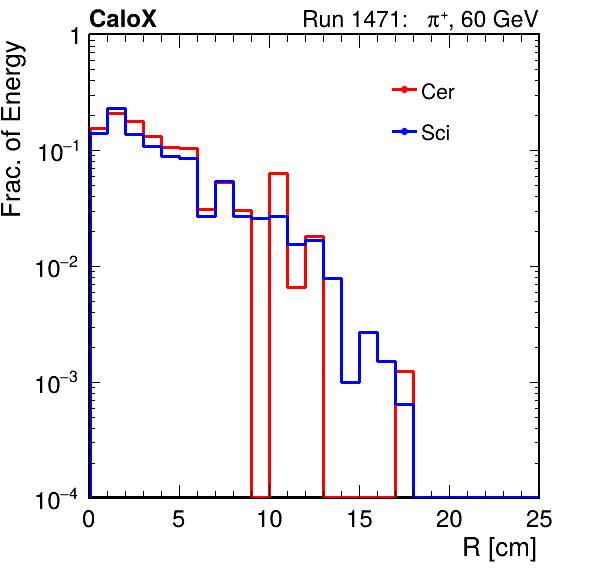 CaloX Run 1471: π⁺, 60 GeV
Frac. of Energy
1
10⁻¹
10⁻²
10⁻³
10⁻⁴
Cer
Sci
0 5 10 15 20 25
R [cm]